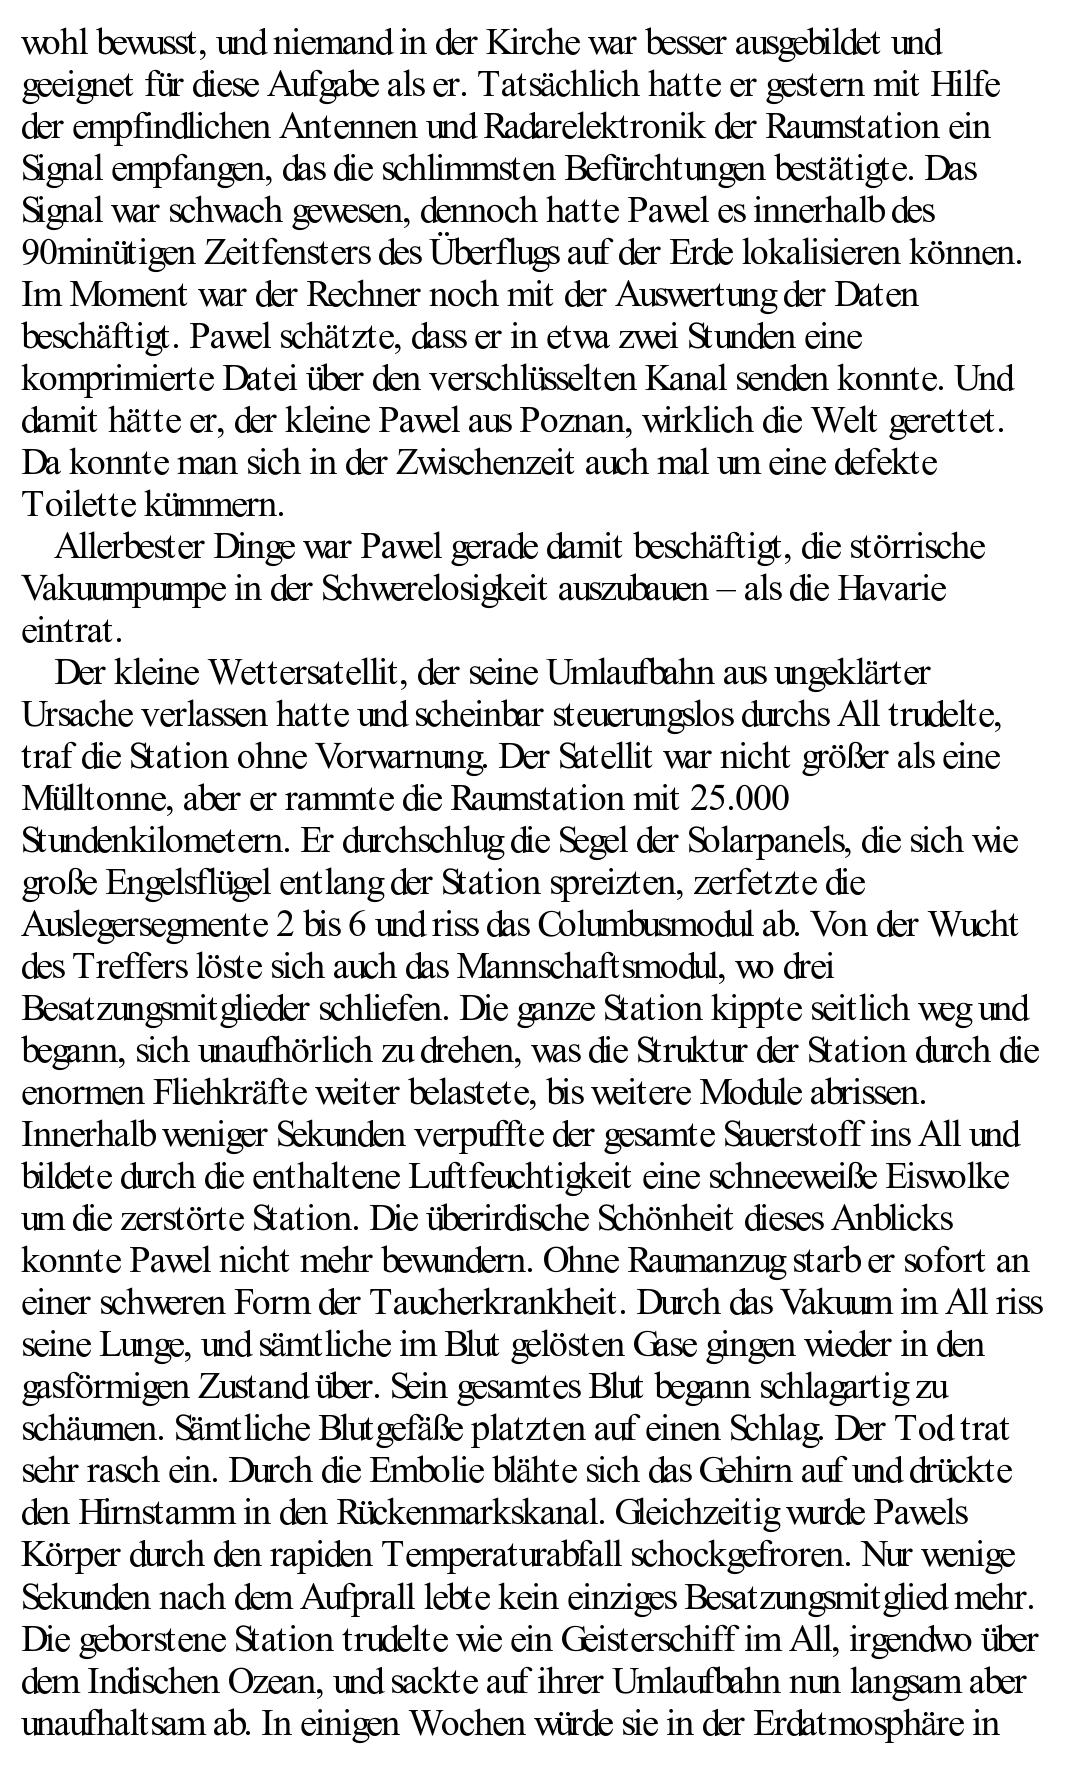 wohl bewusst, und niemand in der Kirche war besser ausgebildet und
geeignet für diese Aufgabe als er. Tatsächlich hatte er gestern mit Hilfe
der empfindlichen Antennen und Radarelektronik der Raumstation ein
Signal empfangen, das die schlimmsten Befürchtungen bestätigte. Das
Signal war schwach gewesen, dennoch hatte Pawel es innerhalb des
90minütigen Zeitfensters des Überflugs auf der Erde lokalisieren können.
Im Moment war der Rechner noch mit der Auswertung der Daten
beschäftigt. Pawel schätzte, dass er in etwa zwei Stunden eine
komprimierte Datei über den verschlüsselten Kanal senden konnte. Und
damit hätte er, der kleine Pawel aus Poznan, wirklich die Welt gerettet.
Da konnte man sich in der Zwischenzeit auch mal um eine defekte
Toilette kümmern.
Allerbester Dinge war Pawel gerade damit beschäftigt, die störrische
Vakuumpumpe in der Schwerelosigkeit auszubauen – als die Havarie
eintrat.
Der kleine Wettersatellit, der seine Umlaufbahn aus ungeklärter
Ursache verlassen hatte und scheinbar steuerungslos durchs All trudelte,
traf die Station ohne Vorwarnung. Der Satellit war nicht größer als eine
Mülltonne, aber er rammte die Raumstation mit 25.000
Stundenkilometern. Er durchschlug die Segel der Solarpanels, die sich wie
große Engelsflügel entlang der Station spreizten, zerfetzte die
Auslegersegmente 2 bis 6 und riss das Columbusmodul ab. Von der Wucht
des Treffers löste sich auch das Mannschaftsmodul, wo drei
Besatzungsmitglieder schliefen. Die ganze Station kippte seitlich weg und
begann, sich unaufhörlich zu drehen, was die Struktur der Station durch die
enormen Fliehkräfte weiter belastete, bis weitere Module abrissen.
Innerhalb weniger Sekunden verpuffte der gesamte Sauerstoff ins All und
bildete durch die enthaltene Luftfeuchtigkeit eine schneeweiße Eiswolke
um die zerstörte Station. Die überirdische Schönheit dieses Anblicks
konnte Pawel nicht mehr bewundern. Ohne Raumanzug starb er sofort an
einer schweren Form der Taucherkrankheit. Durch das Vakuum im All riss
seine Lunge, und sämtliche im Blut gelösten Gase gingen wieder in den
gasförmigen Zustand über. Sein gesamtes Blut begann schlagartig zu
schäumen. Sämtliche Blutgefäße platzten auf einen Schlag. Der Tod trat
sehr rasch ein. Durch die Embolie blähte sich das Gehirn auf und drückte
den Hirnstamm in den Rückenmarkskanal. Gleichzeitig wurde Pawels
Körper durch den rapiden Temperaturabfall schockgefroren. Nur wenige
Sekunden nach dem Aufprall lebte kein einziges Besatzungsmitglied mehr.
Die geborstene Station trudelte wie ein Geisterschiff im All, irgendwo über
dem Indischen Ozean, und sackte auf ihrer Umlaufbahn nun langsam aber
unaufhaltsam ab. In einigen Wochen würde sie in der Erdatmosphäre in